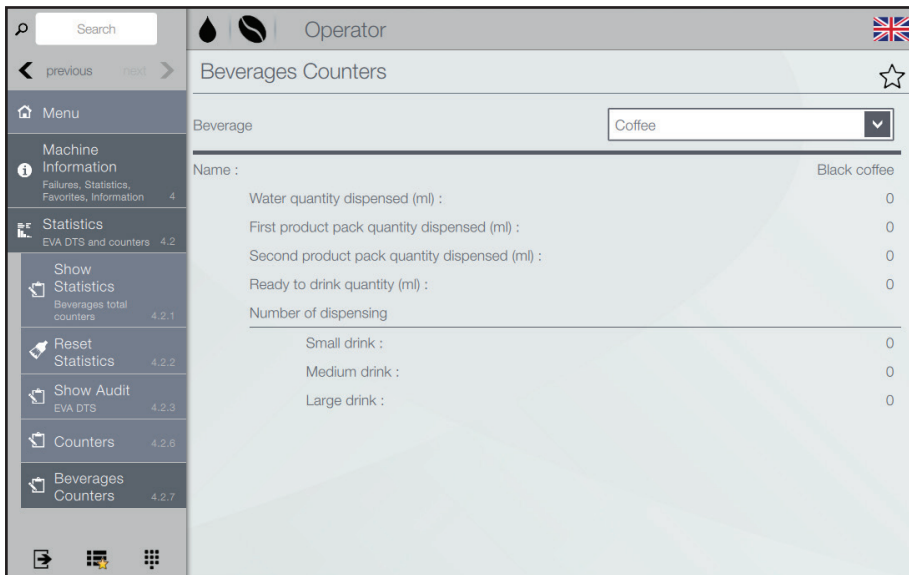 Search
Operator
previous
next
Beverages Counters
Menu
Beverage
Coffee
Machine
Information
Failures, Statistics,
Favorites, Information 4
Name : Black coffee
Water quantity dispensed (ml) : 0
Statistics
EVA DTS and counters 4.2
First product pack quantity dispensed (ml) : 0
Second product pack quantity dispensed (ml) : 0
Show
Statistics
Beverages total
counters 4.2.1
Ready to drink quantity (ml) : 0
Number of dispensing
Reset
Statistics 4.2.2
Small drink : 0
Medium drink : 0
Large drink : 0
Show Audit
EVA DTS 4.2.3
Counters 4.2.6
Beverages
Counters 4.2.7